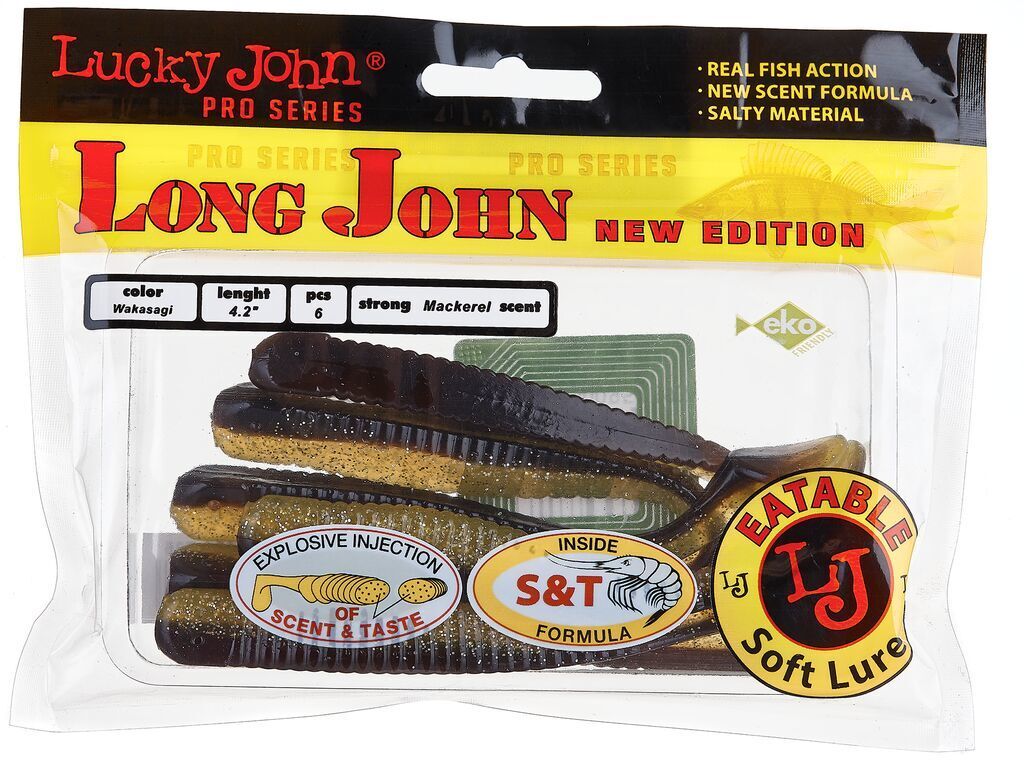 Lucky John®
PRO SERIES
· REAL FISH ACTION
· NEW SCENT FORMULA
· SALTY MATERIAL
PRO SERIES PRO SERIES
LONG JOHN NEW EDITION
color
Wakasagi
lenght
4.2"
pcs
6
strong Mackerel scent
eko
FRIENDLY
EXPLOSIVE INJECTION
OF
SCENT & TASTE
INSIDE
S&T
FORMULA
EATABLE
LJ
LJ
Soft Lure